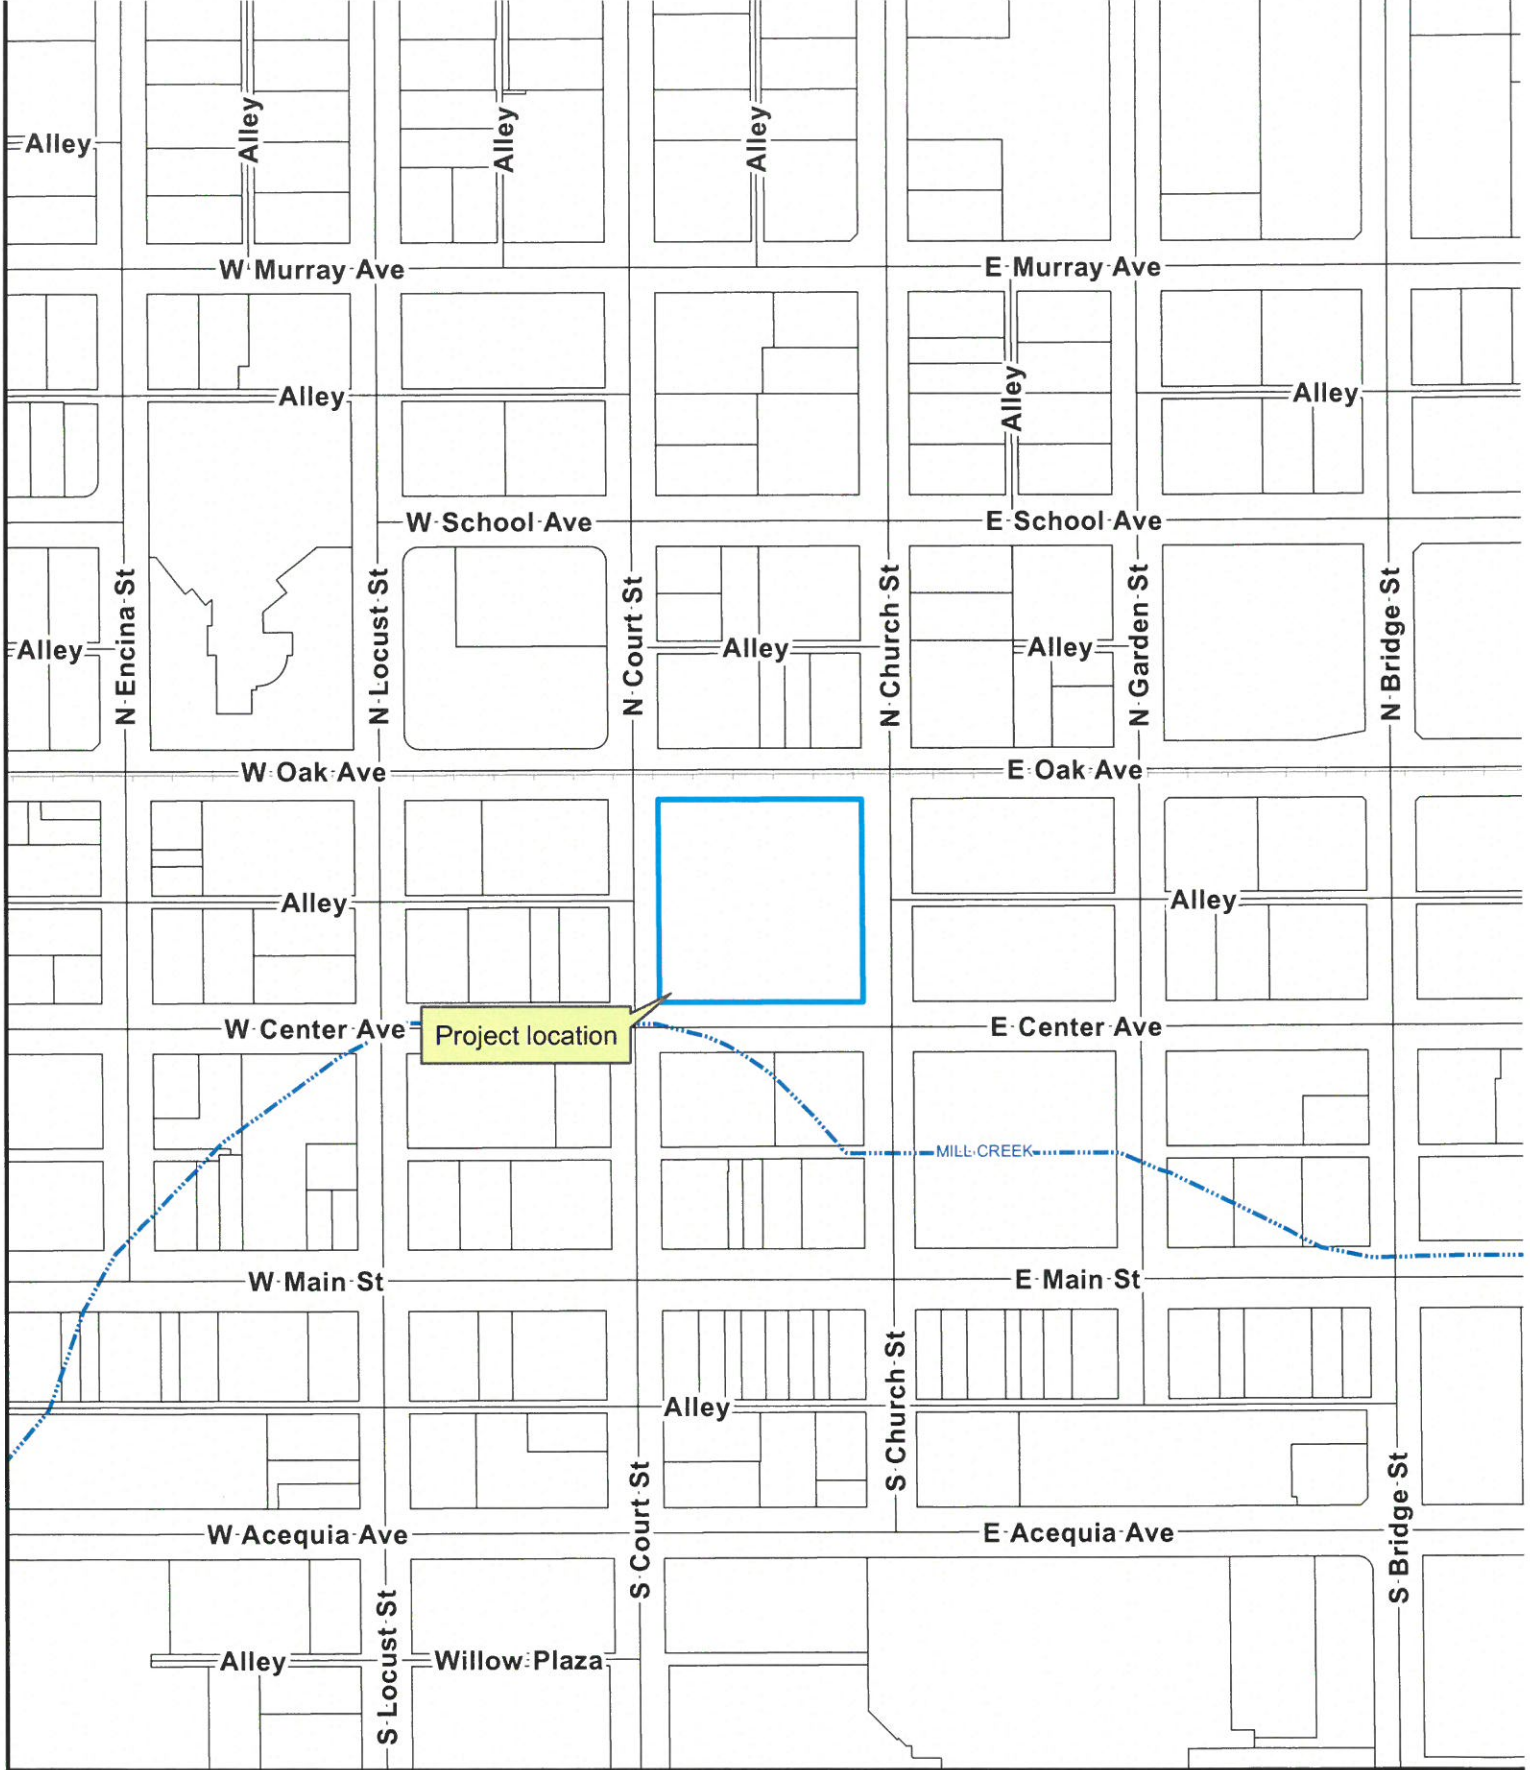 Alley
Alley
Alley
Alley
W Murray Ave
E Murray Ave
Alley
Alley
Alley
W School Ave
E School Ave
N Encina St
N Locust St
N Court St
N Church St
N Garden St
N Bridge St
Alley
Alley
Alley
W Oak Ave
E Oak Ave
Alley
Alley
W Center Ave
Project location
E Center Ave
MILL CREEK
W Main St
E Main St
Alley
S Church St
S Court St
S Bridge St
W Acequia Ave
E Acequia Ave
S Locust St
Alley
Willow Plaza